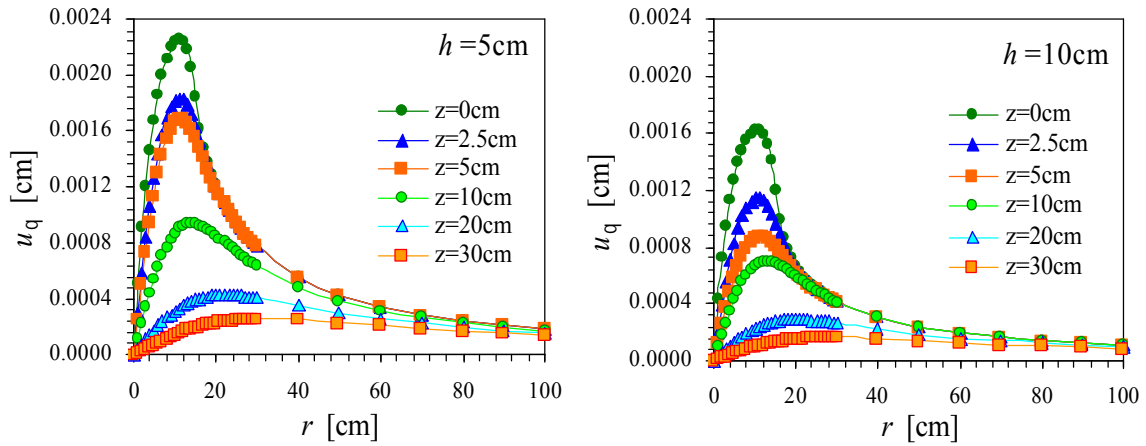 0.0024
0.0020
0.0016
0.0012
0.0008
0.0004
0.0000
u_q [cm]
h =5cm
z=0cm
z=2.5cm
z=5cm
z=10cm
z=20cm
z=30cm
0 20 40 60 80 100
r [cm]
0.0024
0.0020
0.0016
0.0012
0.0008
0.0004
0.0000
u_q [cm]
h =10cm
z=0cm
z=2.5cm
z=5cm
z=10cm
z=20cm
z=30cm
0 20 40 60 80 100
r [cm]